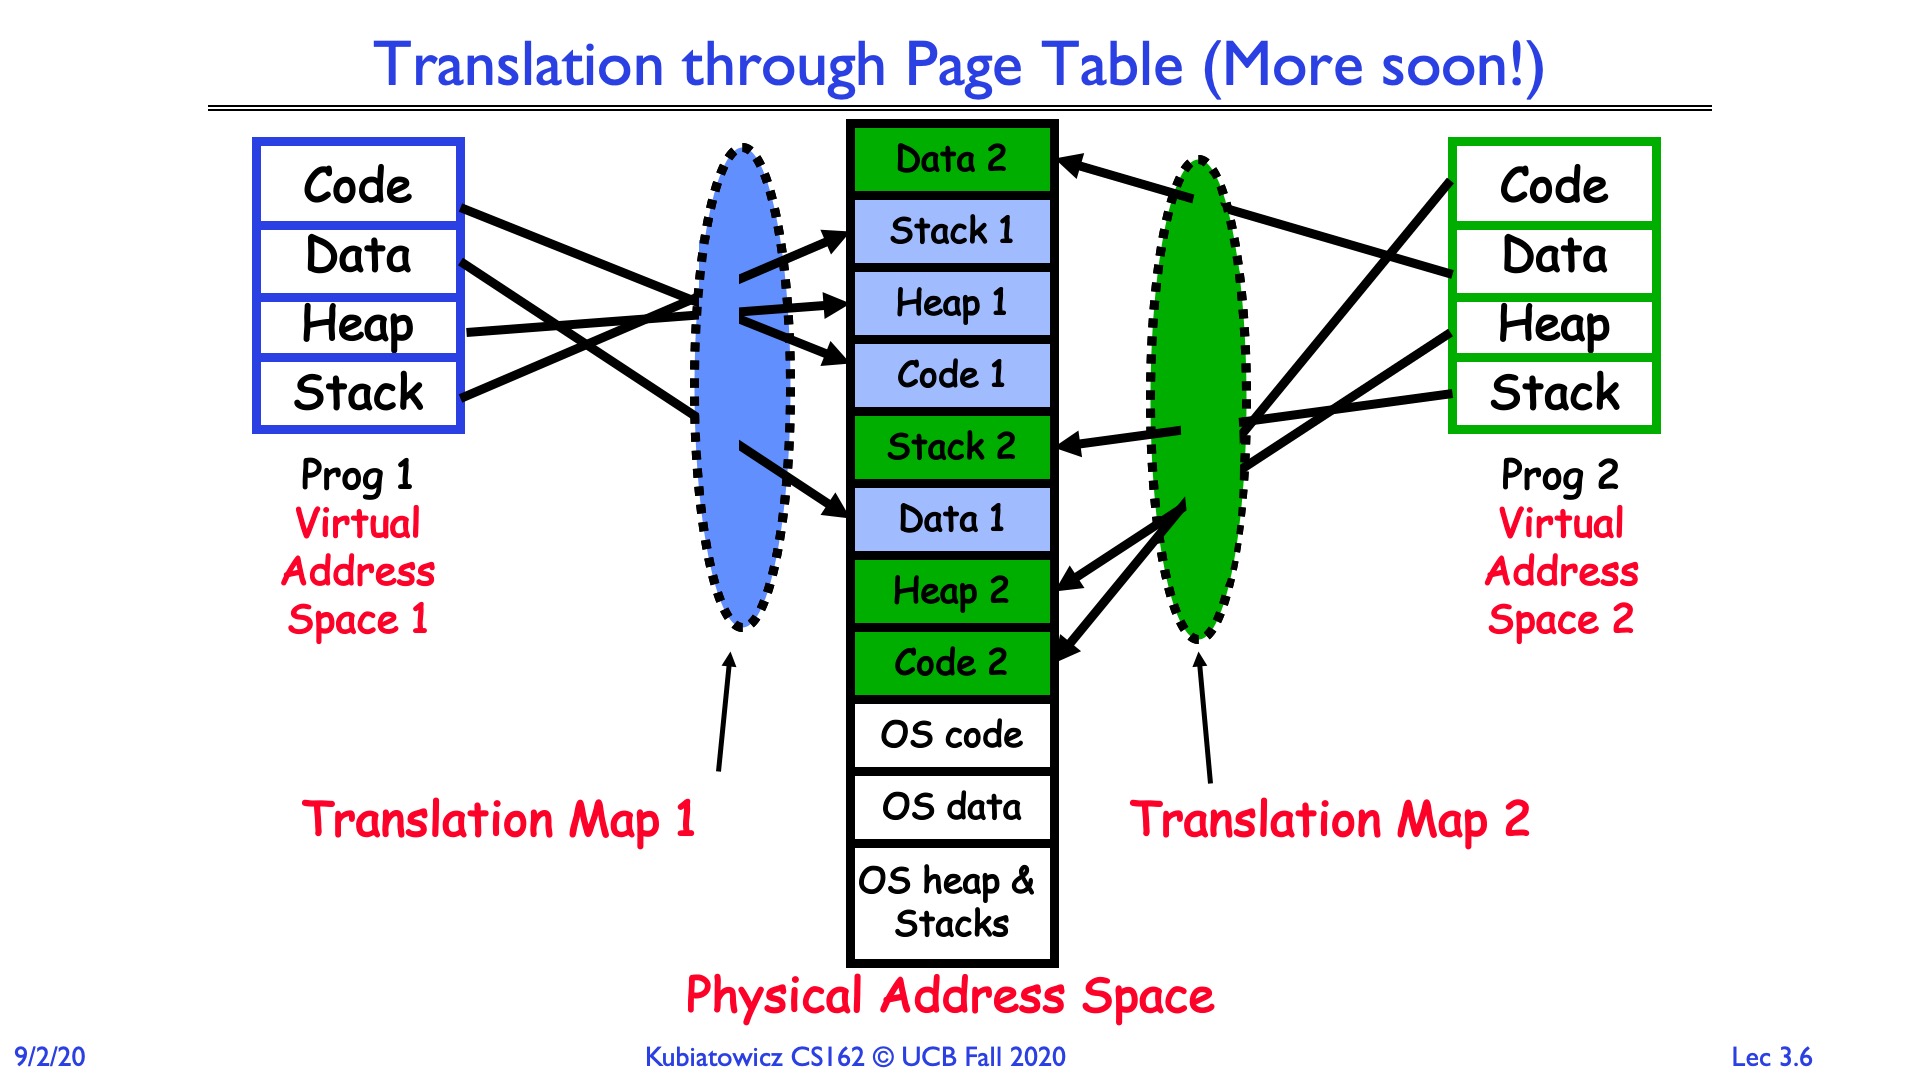 Translation through Page Table (More soon!)
Code
Data
Heap
Stack
Prog 1
Virtual
Address
Space 1
Translation Map 1
Data 2
Stack 1
Heap 1
Code 1
Stack 2
Data 1
Heap 2
Code 2
OS code
OS data
OS heap &
Stacks
Physical Address Space
Code
Data
Heap
Stack
Prog 2
Virtual
Address
Space 2
Translation Map 2
9/2/20
Kubiatowicz CS162 © UCB Fall 2020
Lec 3.6